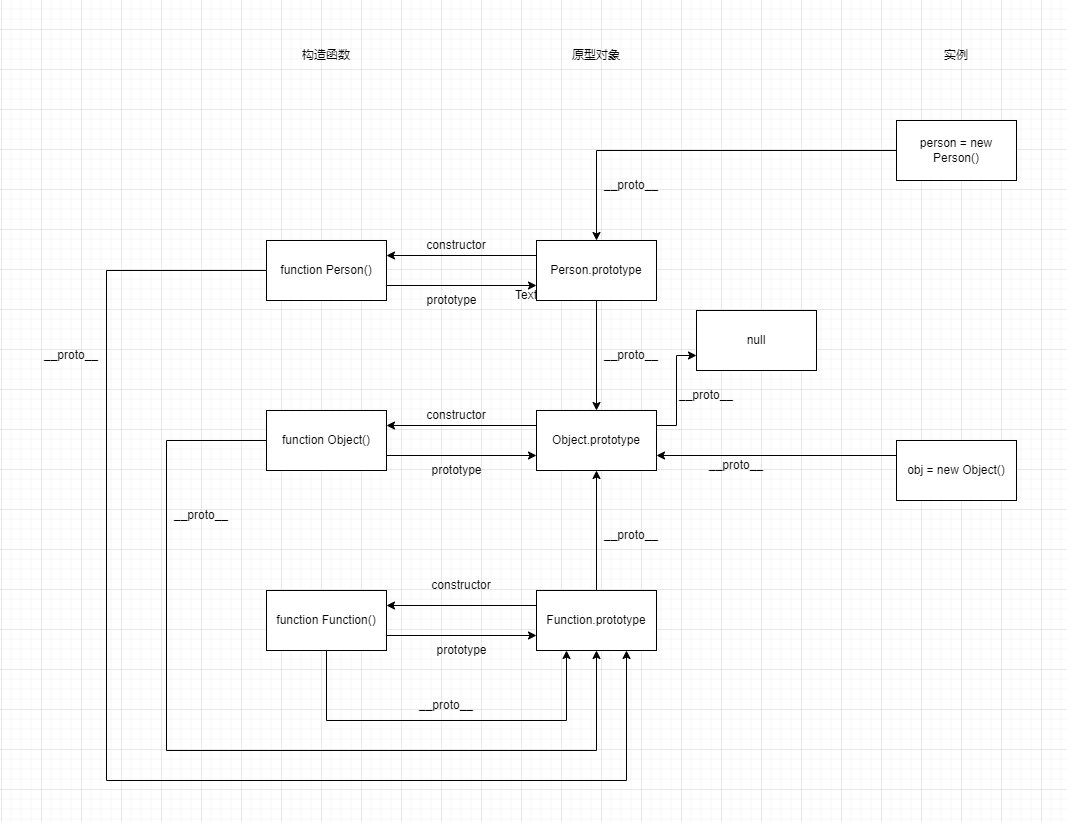 构造函数
原型对象
实例
person = new
Person()
__proto__
constructor
function Person()
Person.prototype
prototype
Text
__proto__
__proto__
null
__proto__
constructor
function Object()
Object.prototype
prototype
__proto__
obj = new Object()
__proto__
__proto__
constructor
function Function()
Function.prototype
prototype
__proto__